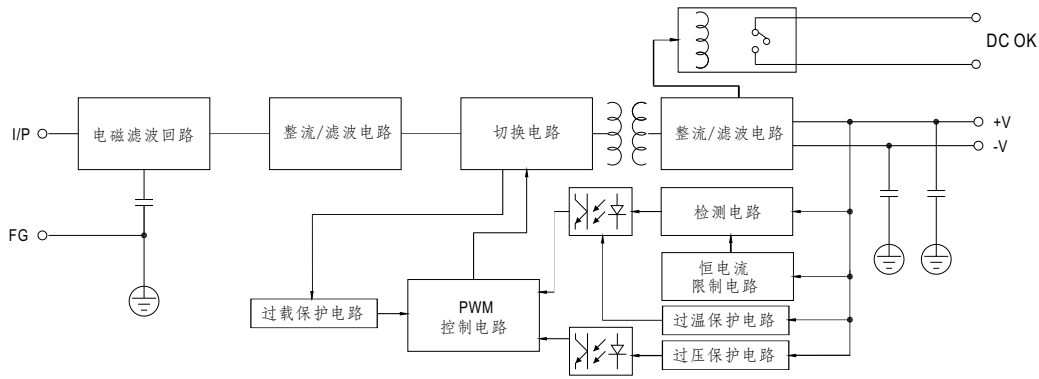 DC OK
I/P
电磁滤波回路
整流/滤波电路
切换电路
整流/滤波电路
+V
-V
FG
检测电路
恒电流
限制电路
过载保护电路
PWM
控制电路
过温保护电路
过压保护电路